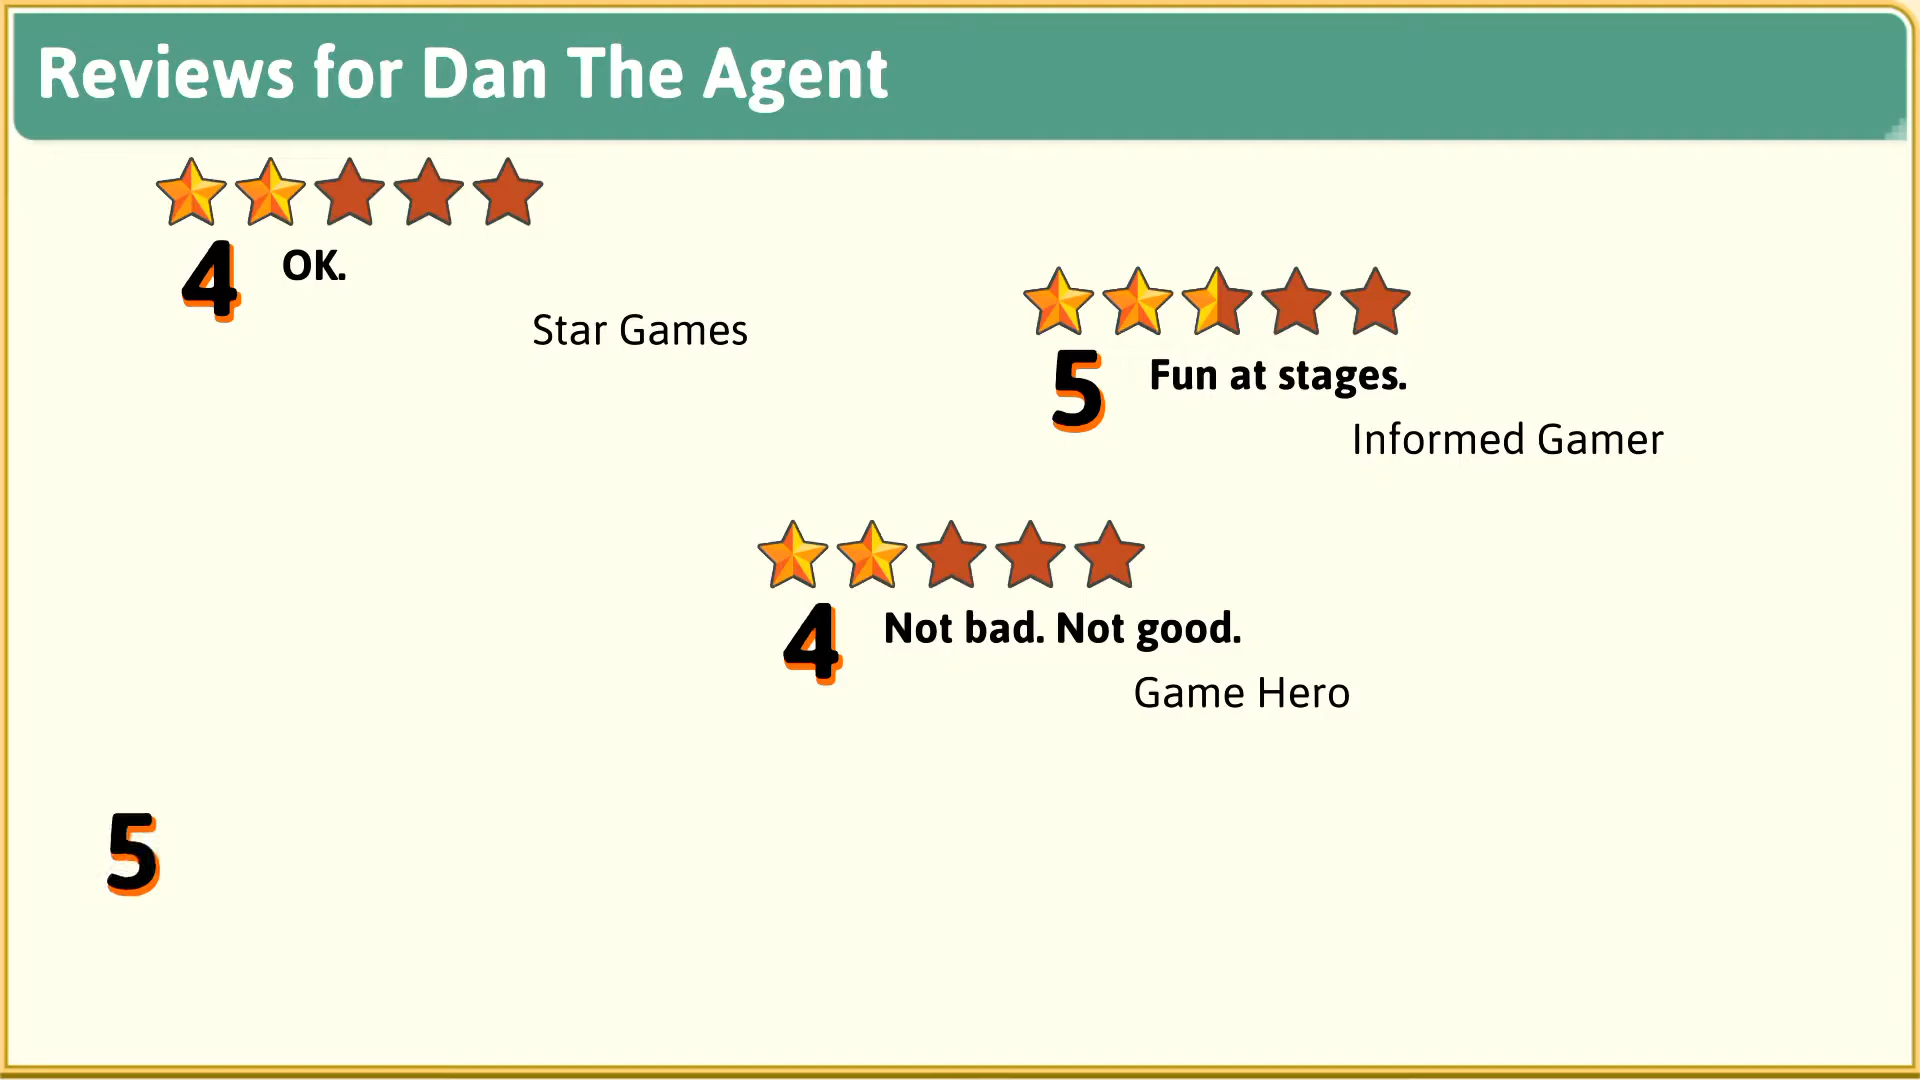 Reviews for Dan The Agent
4 OK.
Star Games
5 Fun at stages.
Informed Gamer
4 Not bad. Not good.
Game Hero
5